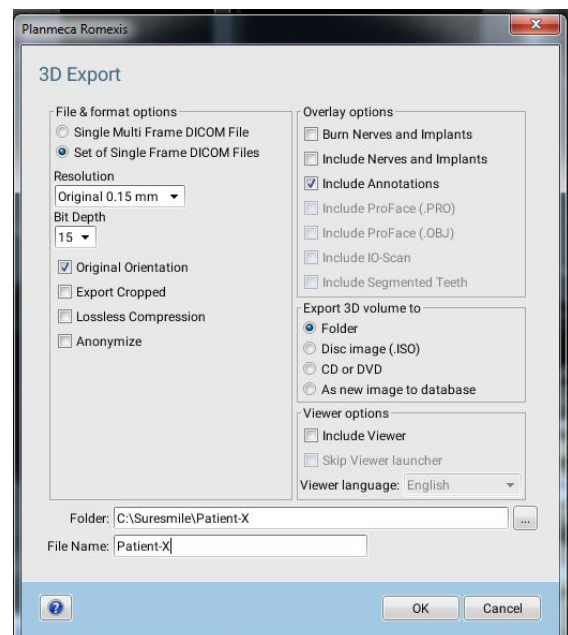 Planmeca Romexis
3D Export
File & format options
Single Multi Frame DICOM File
Set of Single Frame DICOM Files
Resolution
Original 0.15 mm
Bit Depth
15
Original Orientation
Export Cropped
Lossless Compression
Anonymize
Overlay options
Burn Nerves and Implants
Include Nerves and Implants
Include Annotations
Include ProFace (.PRO)
Include ProFace (.OBJ)
Include IO-Scan
Include Segmented Teeth
Export 3D volume to
Folder
Disc image (.ISO)
CD or DVD
As new image to database
Viewer options
Include Viewer
Skip Viewer launcher
Viewer language: English
Folder: C:\Suresmile\Patient-X ...
File Name: Patient-X
? OK Cancel